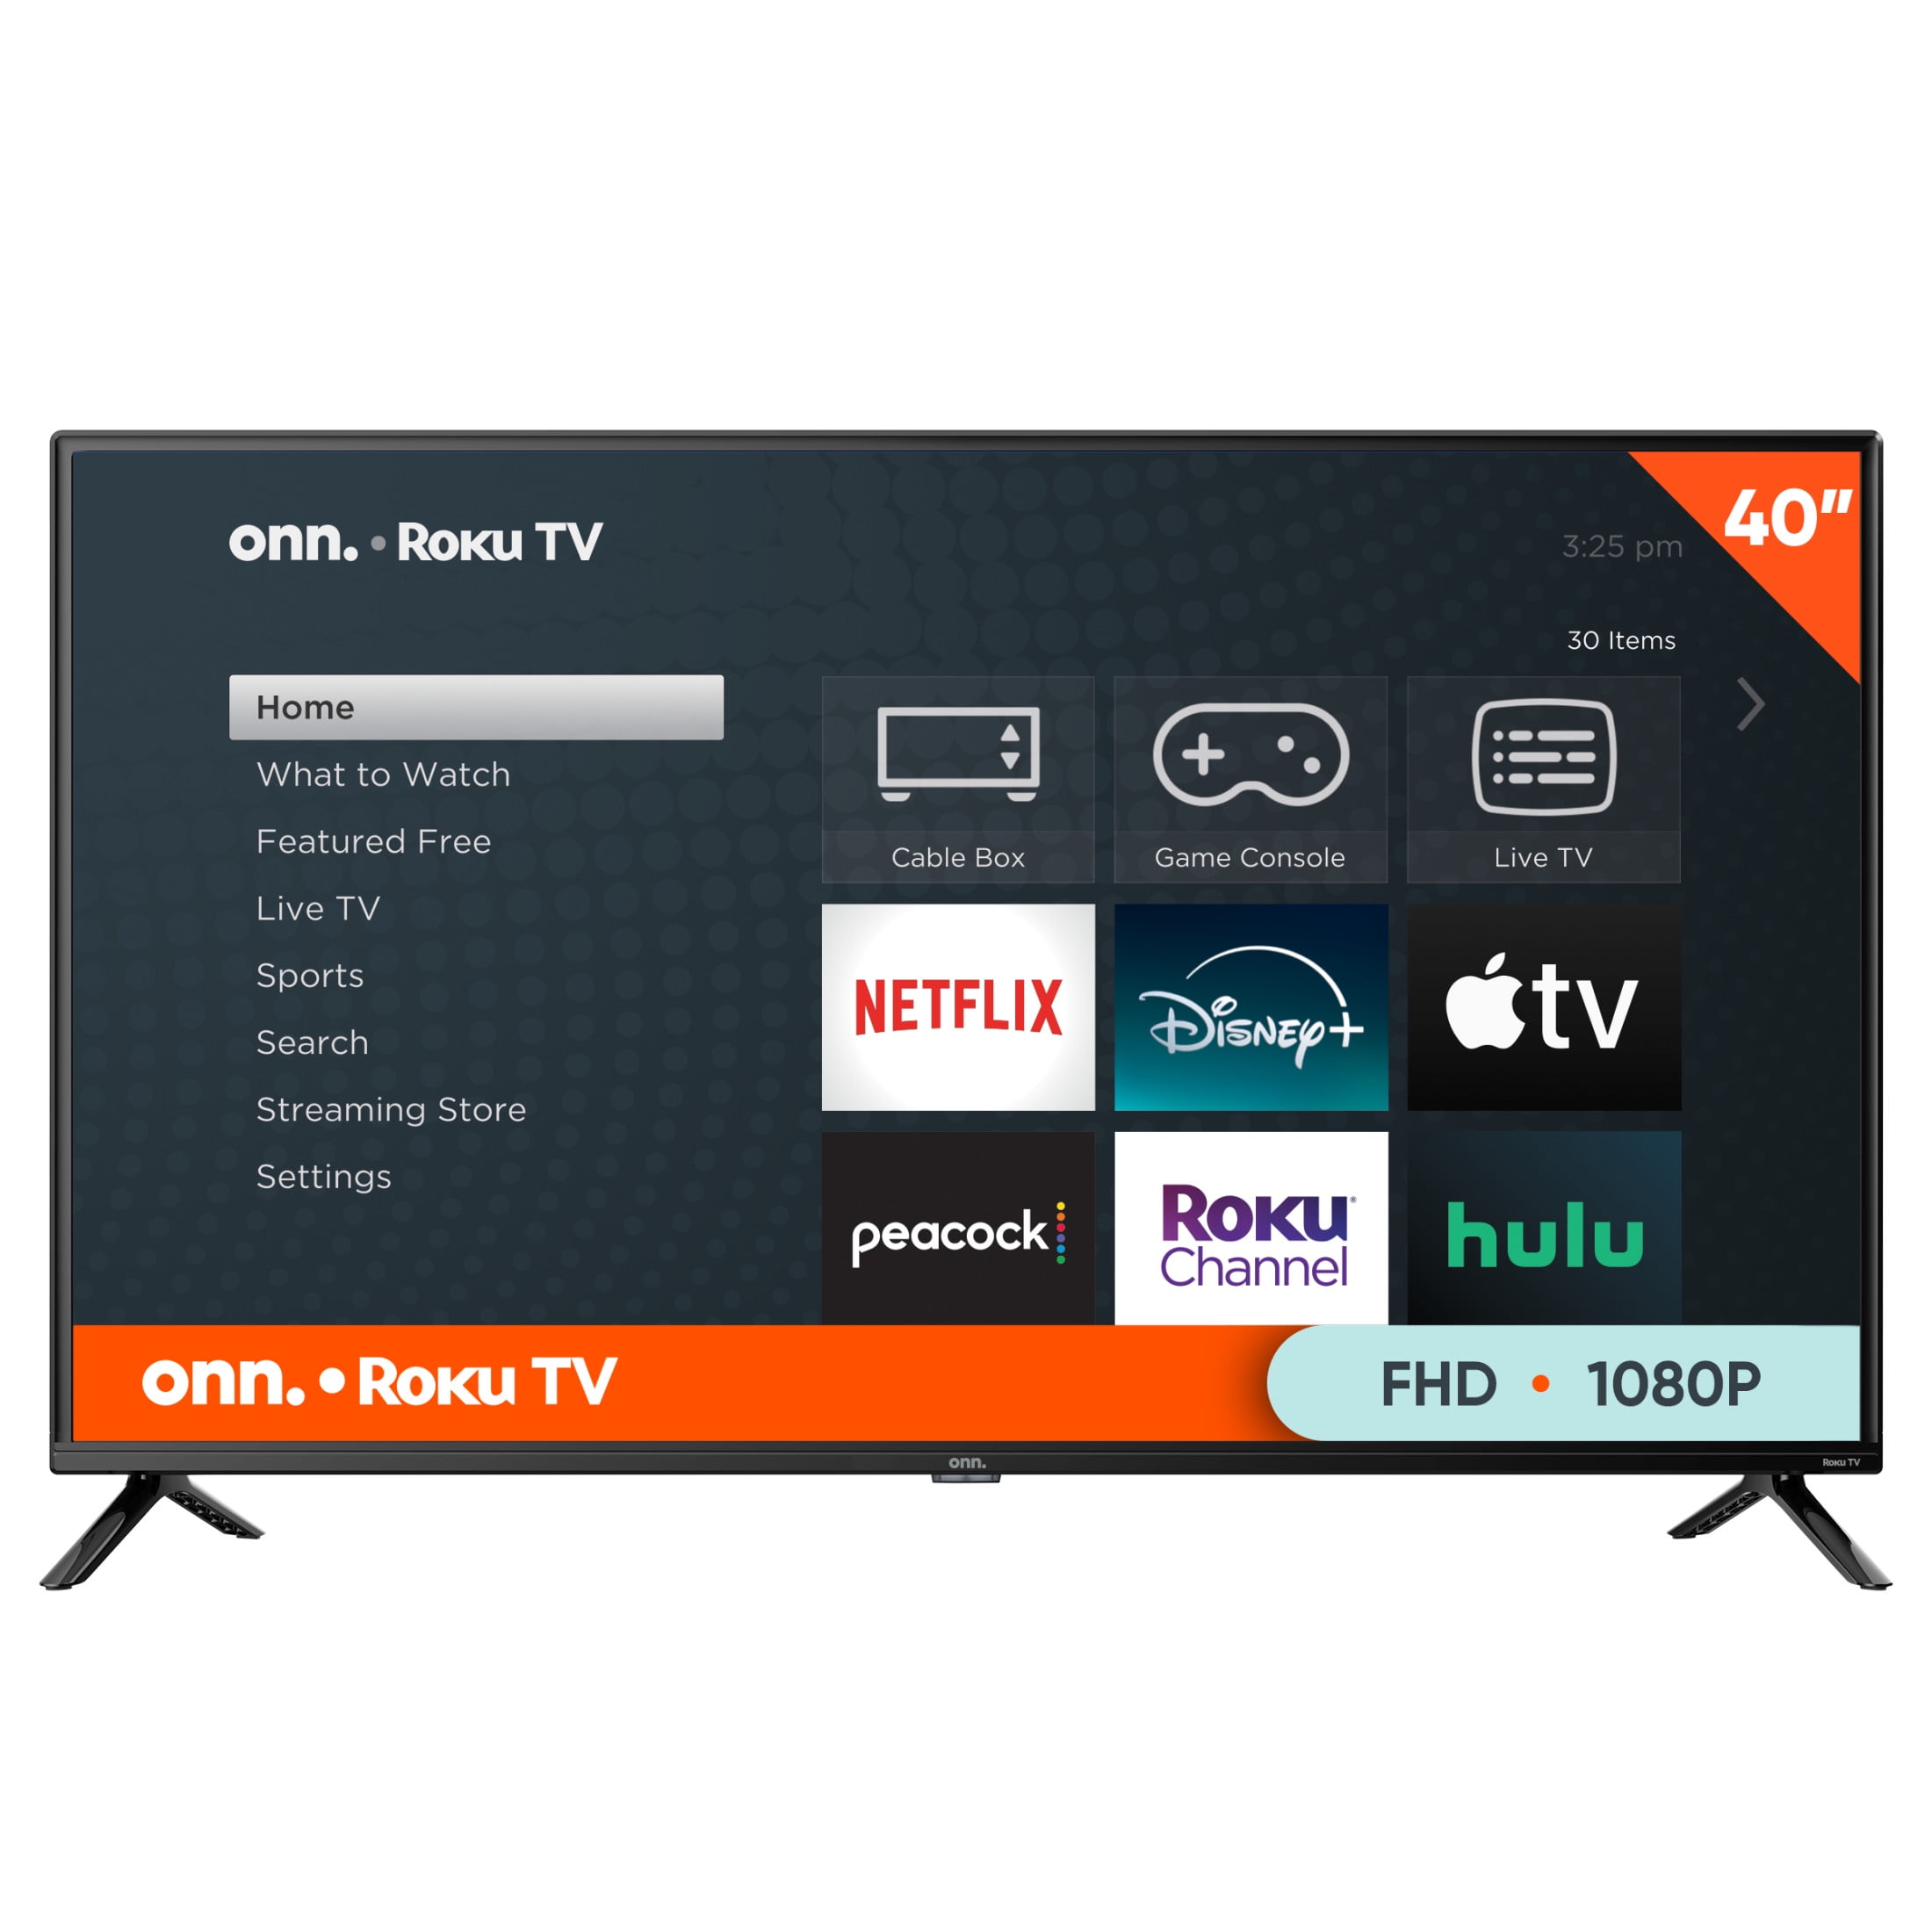 onn. • Roku TV
3:25 pm
40"
30 Items
Home
What to Watch
Featured Free
Live TV
Sports
Search
Streaming Store
Settings
Cable Box
Game Console
Live TV
NETFLIX
Disney+
tv
peacock
Roku
Channel
hulu
onn. • Roku TV
FHD • 1080P
onn.
Roku TV